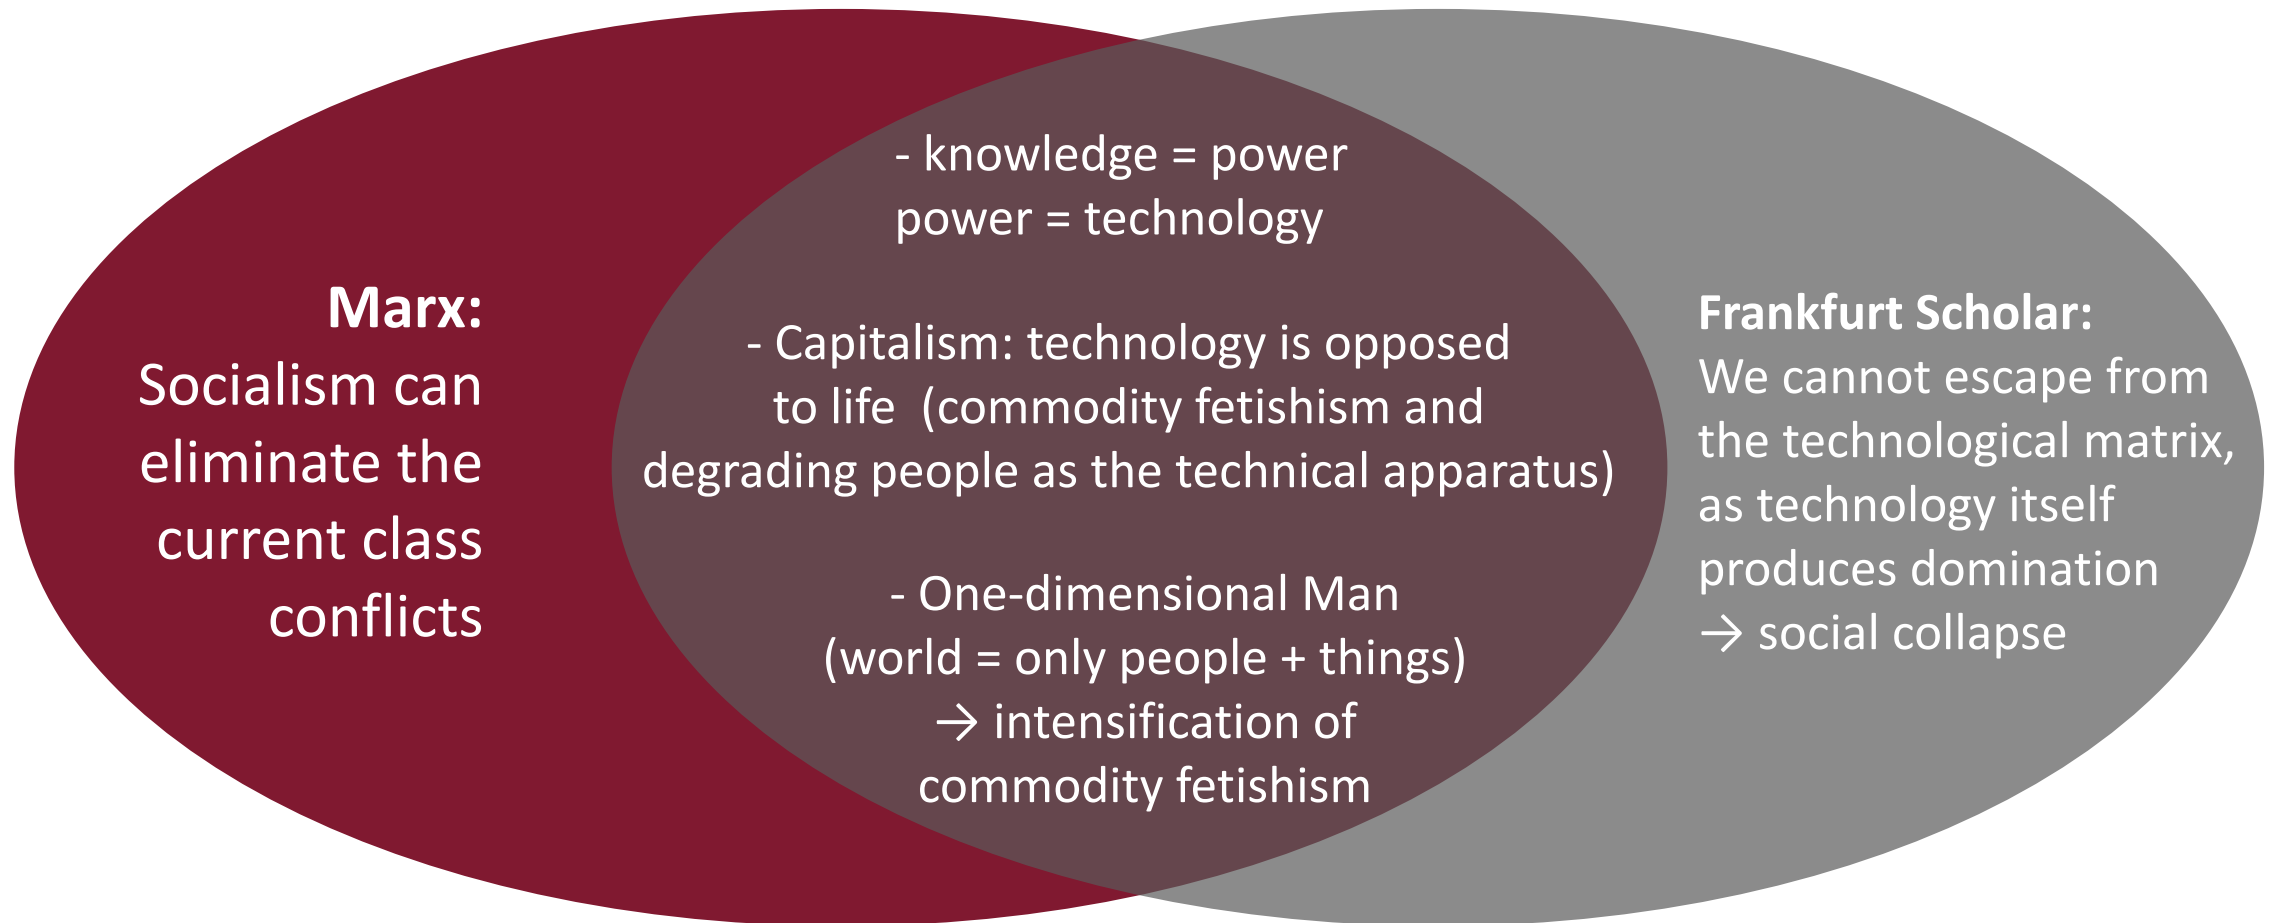 Marx:
Socialism can
eliminate the
current class
conflicts
- knowledge = power
power = technology
- Capitalism: technology is opposed
to life (commodity fetishism and
degrading people as the technical apparatus)
- One-dimensional Man
(world = only people + things)
→ intensification of
commodity fetishism
Frankfurt Scholar:
We cannot escape from
the technological matrix,
as technology itself
produces domination
→ social collapse